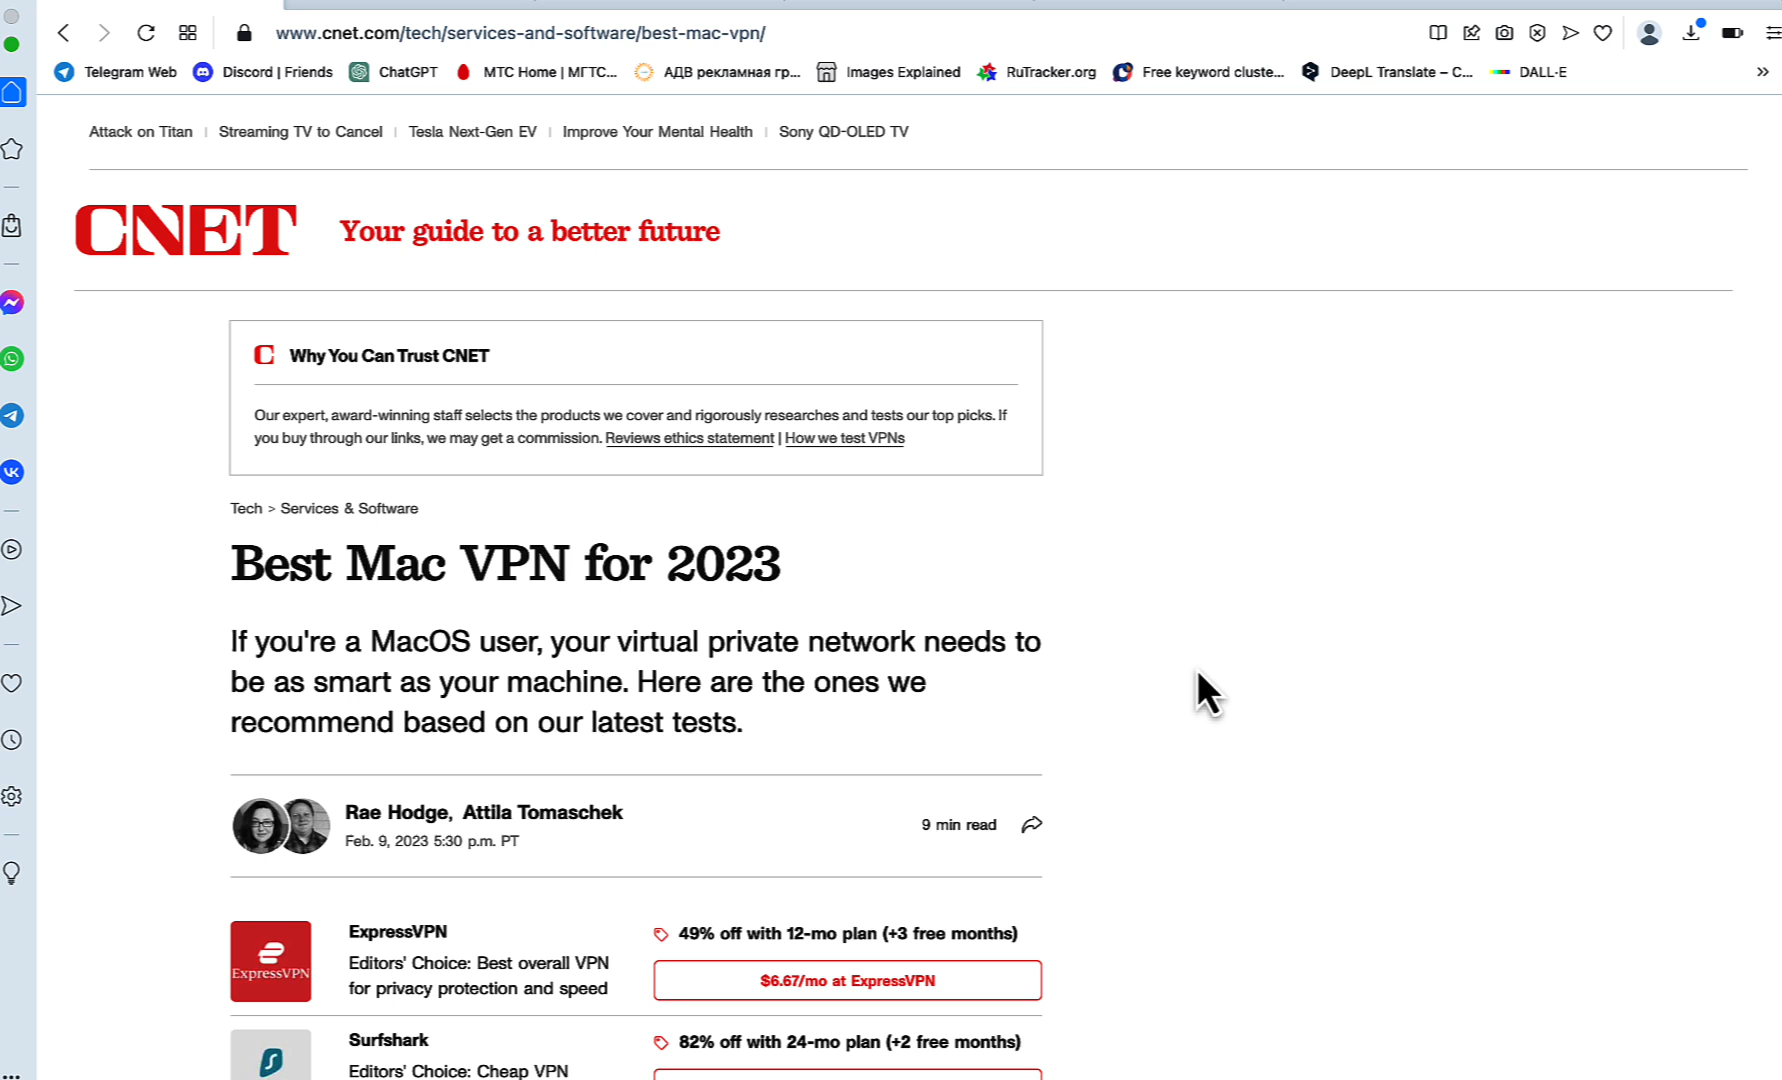 www.cnet.com/tech/services-and-software/best-mac-vpn/
Telegram Web Discord | Friends ChatGPT МТС Home | МГТС... АДВ рекламная гр... Images Explained RuTracker.org Free keyword cluste... DeepL Translate – C... DALL·E
Attack on Titan | Streaming TV to Cancel | Tesla Next-Gen EV | Improve Your Mental Health | Sony QD-OLED TV
CNET Your guide to a better future
C Why You Can Trust CNET
Our expert, award-winning staff selects the products we cover and rigorously researches and tests our top picks. If
you buy through our links, we may get a commission. Reviews ethics statement | How we test VPNs
Tech > Services & Software
Best Mac VPN for 2023
If you're a MacOS user, your virtual private network needs to
be as smart as your machine. Here are the ones we
recommend based on our latest tests.
Rae Hodge, Attila Tomaschek
Feb. 9, 2023 5:30 p.m. PT
9 min read
ExpressVPN
ExpressVPN
Editors' Choice: Best overall VPN
for privacy protection and speed
49% off with 12-mo plan (+3 free months)
$6.67/mo at ExpressVPN
Surfshark
Editors' Choice: Cheap VPN
82% off with 24-mo plan (+2 free months)